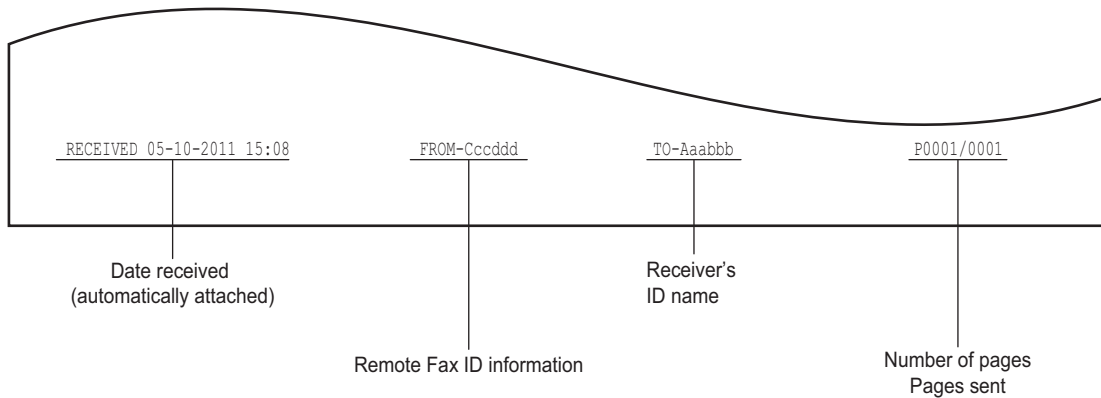 RECEIVED 05-10-2011 15:08 FROM-Cccddd TO-Aaabbb P0001/0001
Date received
(automatically attached)
Receiver's
ID name
Remote Fax ID information
Number of pages
Pages sent